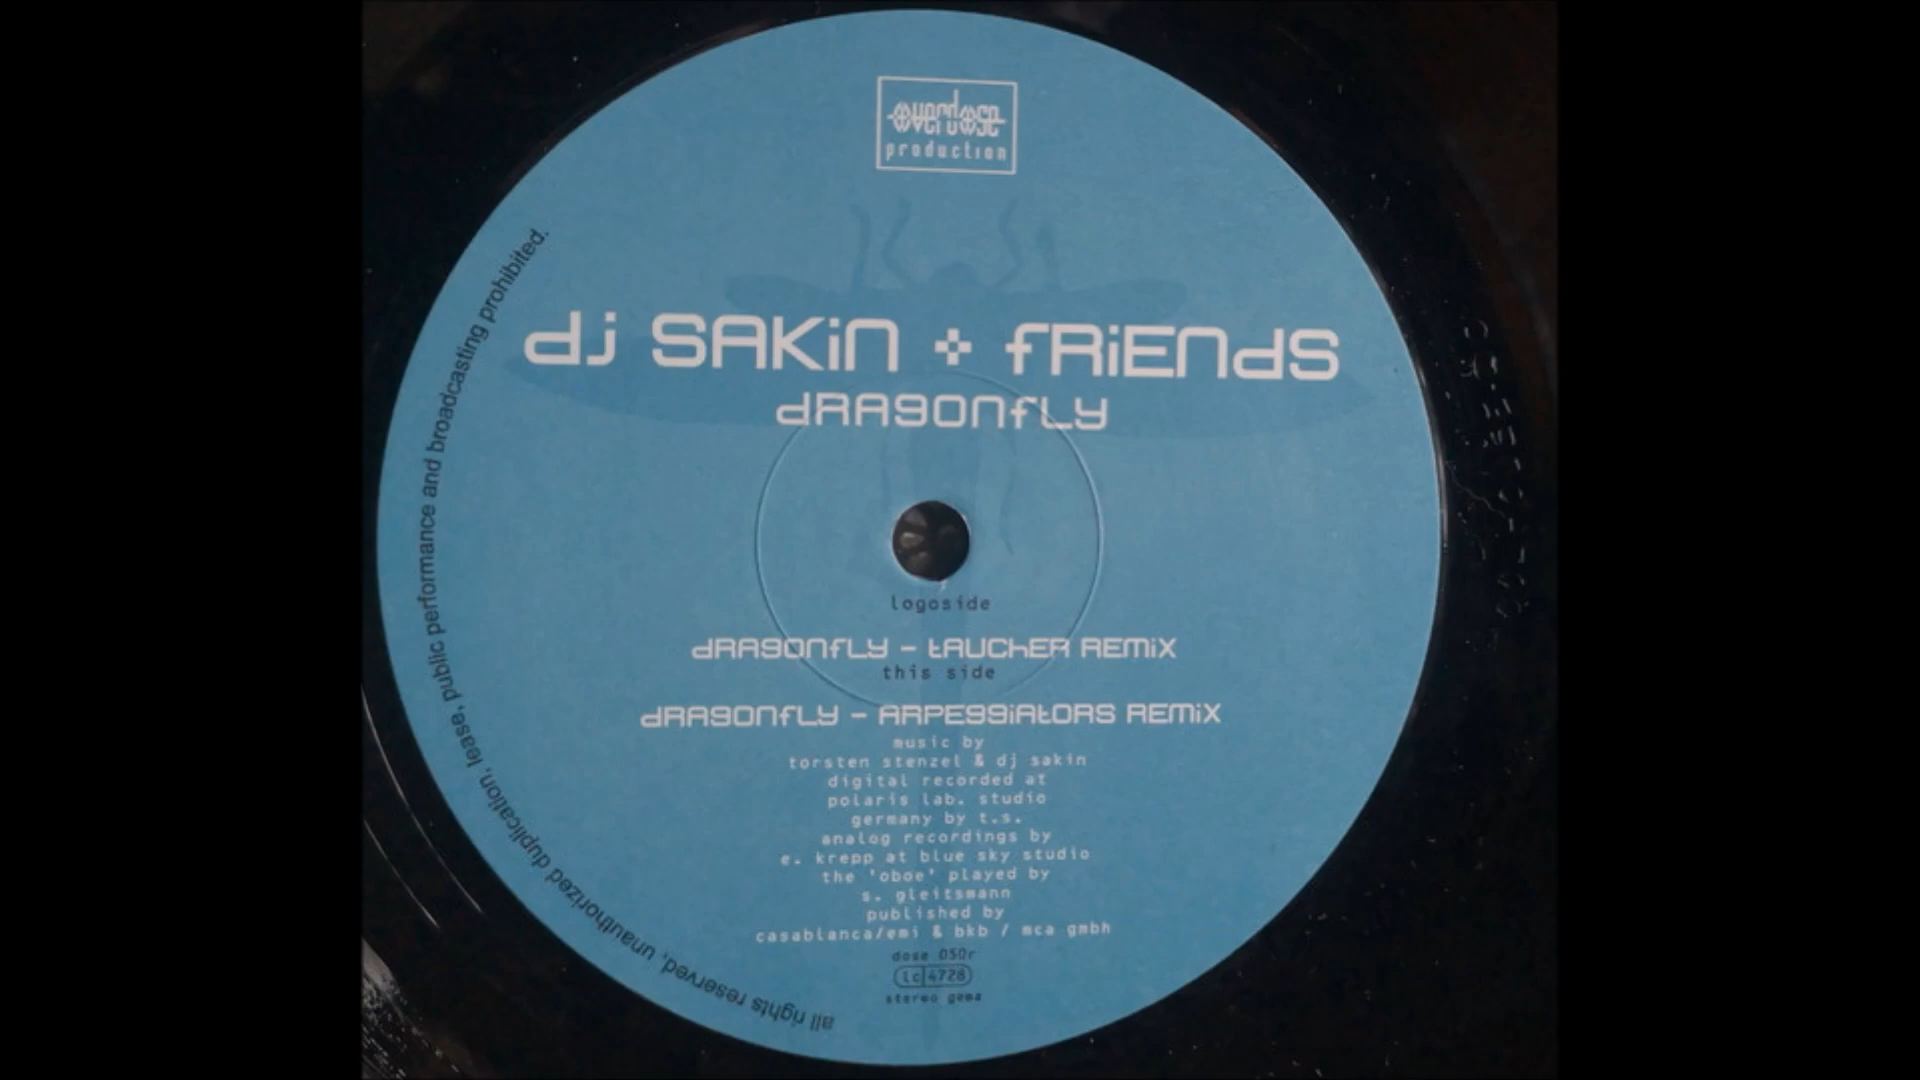 overdose
production
dj SAKiN + fRiENdS
dRAgONfLy
logoside
dRAgONfLy – tAUChER REMiX
this side
dRAgONfLy – ARPEggiAtORS REMiX
music by
torsten stenzel & dj sakin
digital recorded at
polaris lab. studio
germany by t.s.
analog recordings by
e. krepp at blue sky studio
the 'oboe' played by
s. gleitsmann
published by
casablanca/emi & bkb / mca gmbh
dose 050r
lc 4728
stereo gema
all rights reserved, unauthorized duplication, lease, public performance and broadcasting prohibited.